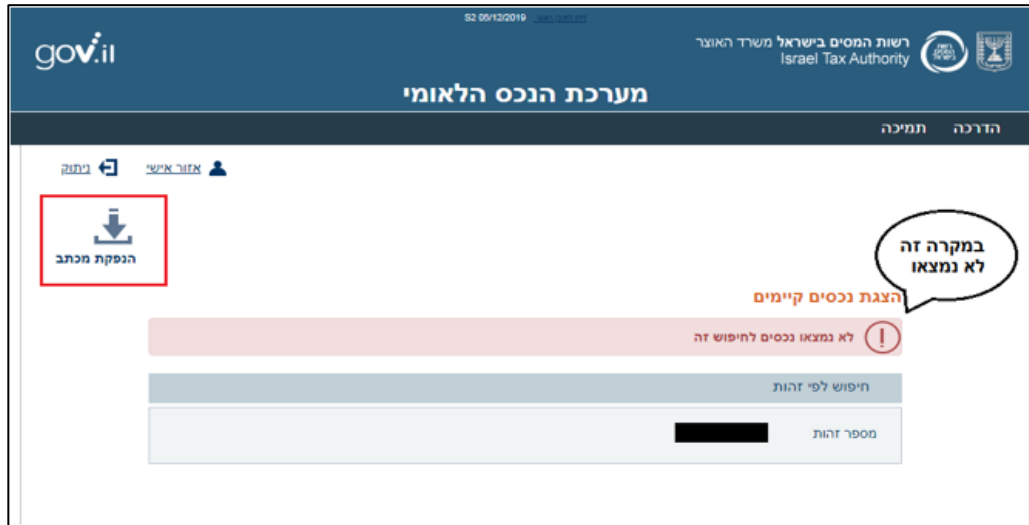 S2 05/12/2019
gov.il
רשות המסים בישראל משרד האוצר
Israel Tax Authority
מערכת הנכס הלאומי
הדרכה תמיכה
אזור אישי ניתוק
הנפקת מכתב
במקרה זה
לא נמצאו
הצגת נכסים קיימים
לא נמצאו נכסים לחיפוש זה
חיפוש לפי זהות
מספר זהות